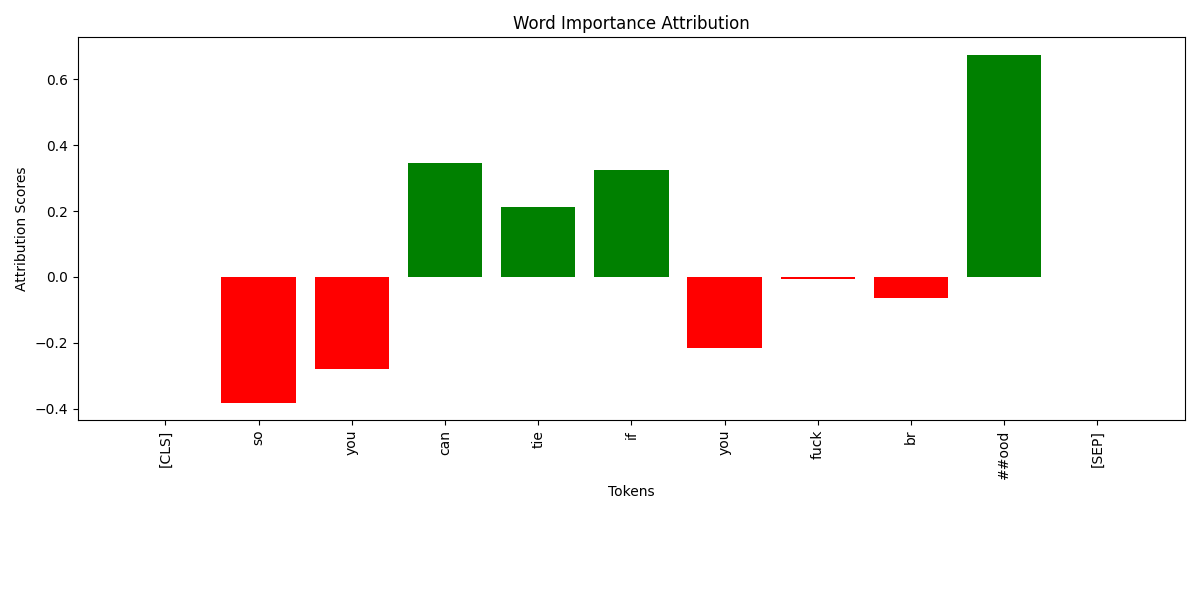 Word Importance Attribution
Attribution Scores
0.6
0.4
0.2
0.0
−0.2
−0.4
[CLS]
so
you
can
tie
if
you
fuck
br
##ood
[SEP]
Tokens